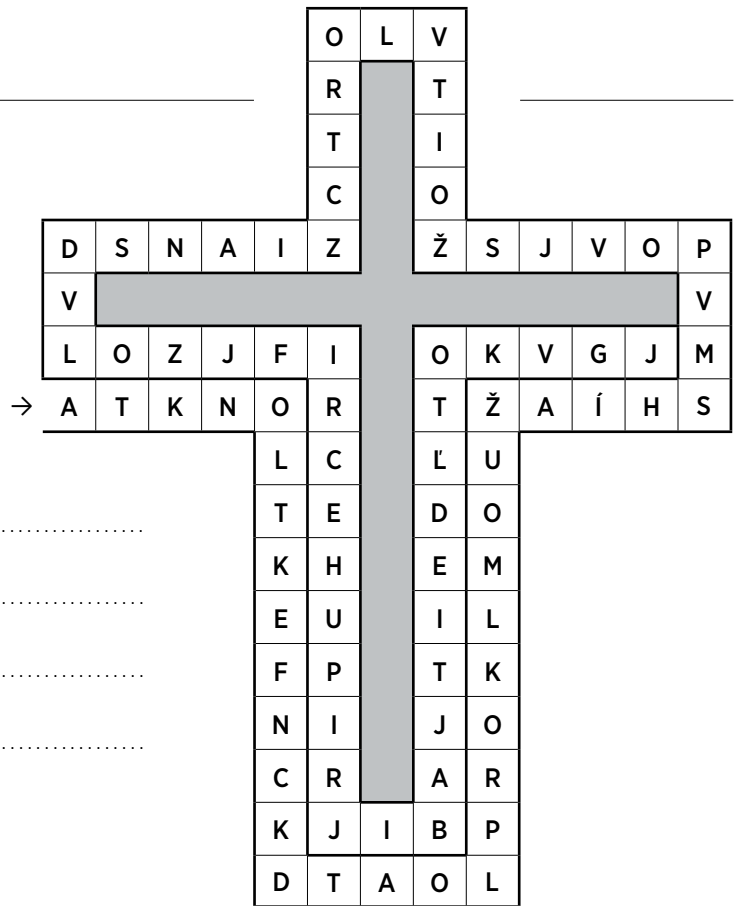 O L V
R T
T I
C O
D S N A I Z Ž S J V O P
V V
L O Z J F I O K V G J M
→ A T K N O R T Ž A Í H S
L C Ľ U
T E D O
K H E M
E U I L
F P T K
N I J O
C R A R
K J I B P
D T A O L